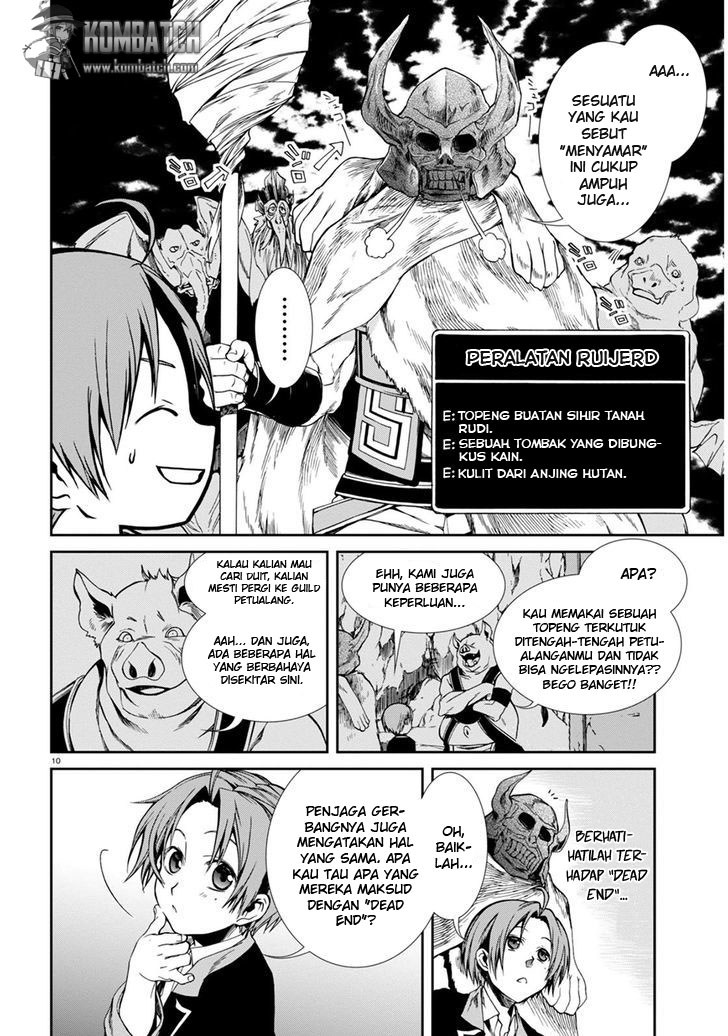 KOMBATCH
www.kombatch.com
AAA...
SESUATU
YANG KAU
SEBUT
"MENYAMAR"
INI CUKUP
AMPUH
JUGA...
......
PERALATAN RUIJERD
E: TOPENG BUATAN SIHIR TANAH
RUDI.
E: SEBUAH TOMBAK YANG DIBUNG-
KUS KAIN.
E: KULIT DARI ANJING HUTAN.
APA?
KAU MEMAKAI SEBUAH
TOPENG TERKUTUK
DITENGAH-TENGAH PETU-
ALANGANMU DAN TIDAK
BISA NGELEPASINNYA??
BEGO BANGET!!
EHH, KAMI JUGA
PUNYA BEBERAPA
KEPERLUAN...
KALAU KALIAN MAU
CARI DUIT, KALIAN
MESTI PERGI KE GUILD
PETUALANG.
AAH... DAN JUGA,
ADA BEBERAPA HAL
YANG BERBAHAYA
DISEKITAR SINI.
10
BERHATI-
HATILAH TER-
HADAP "DEAD
END"...
OH,
BAIK-
LAH...
PENJAGA GER-
BANGNYA JUGA
MENGATAKAN HAL
YANG SAMA. APA
KAU TAU APA YANG
MEREKA MAKSUD
DENGAN "DEAD
END"?